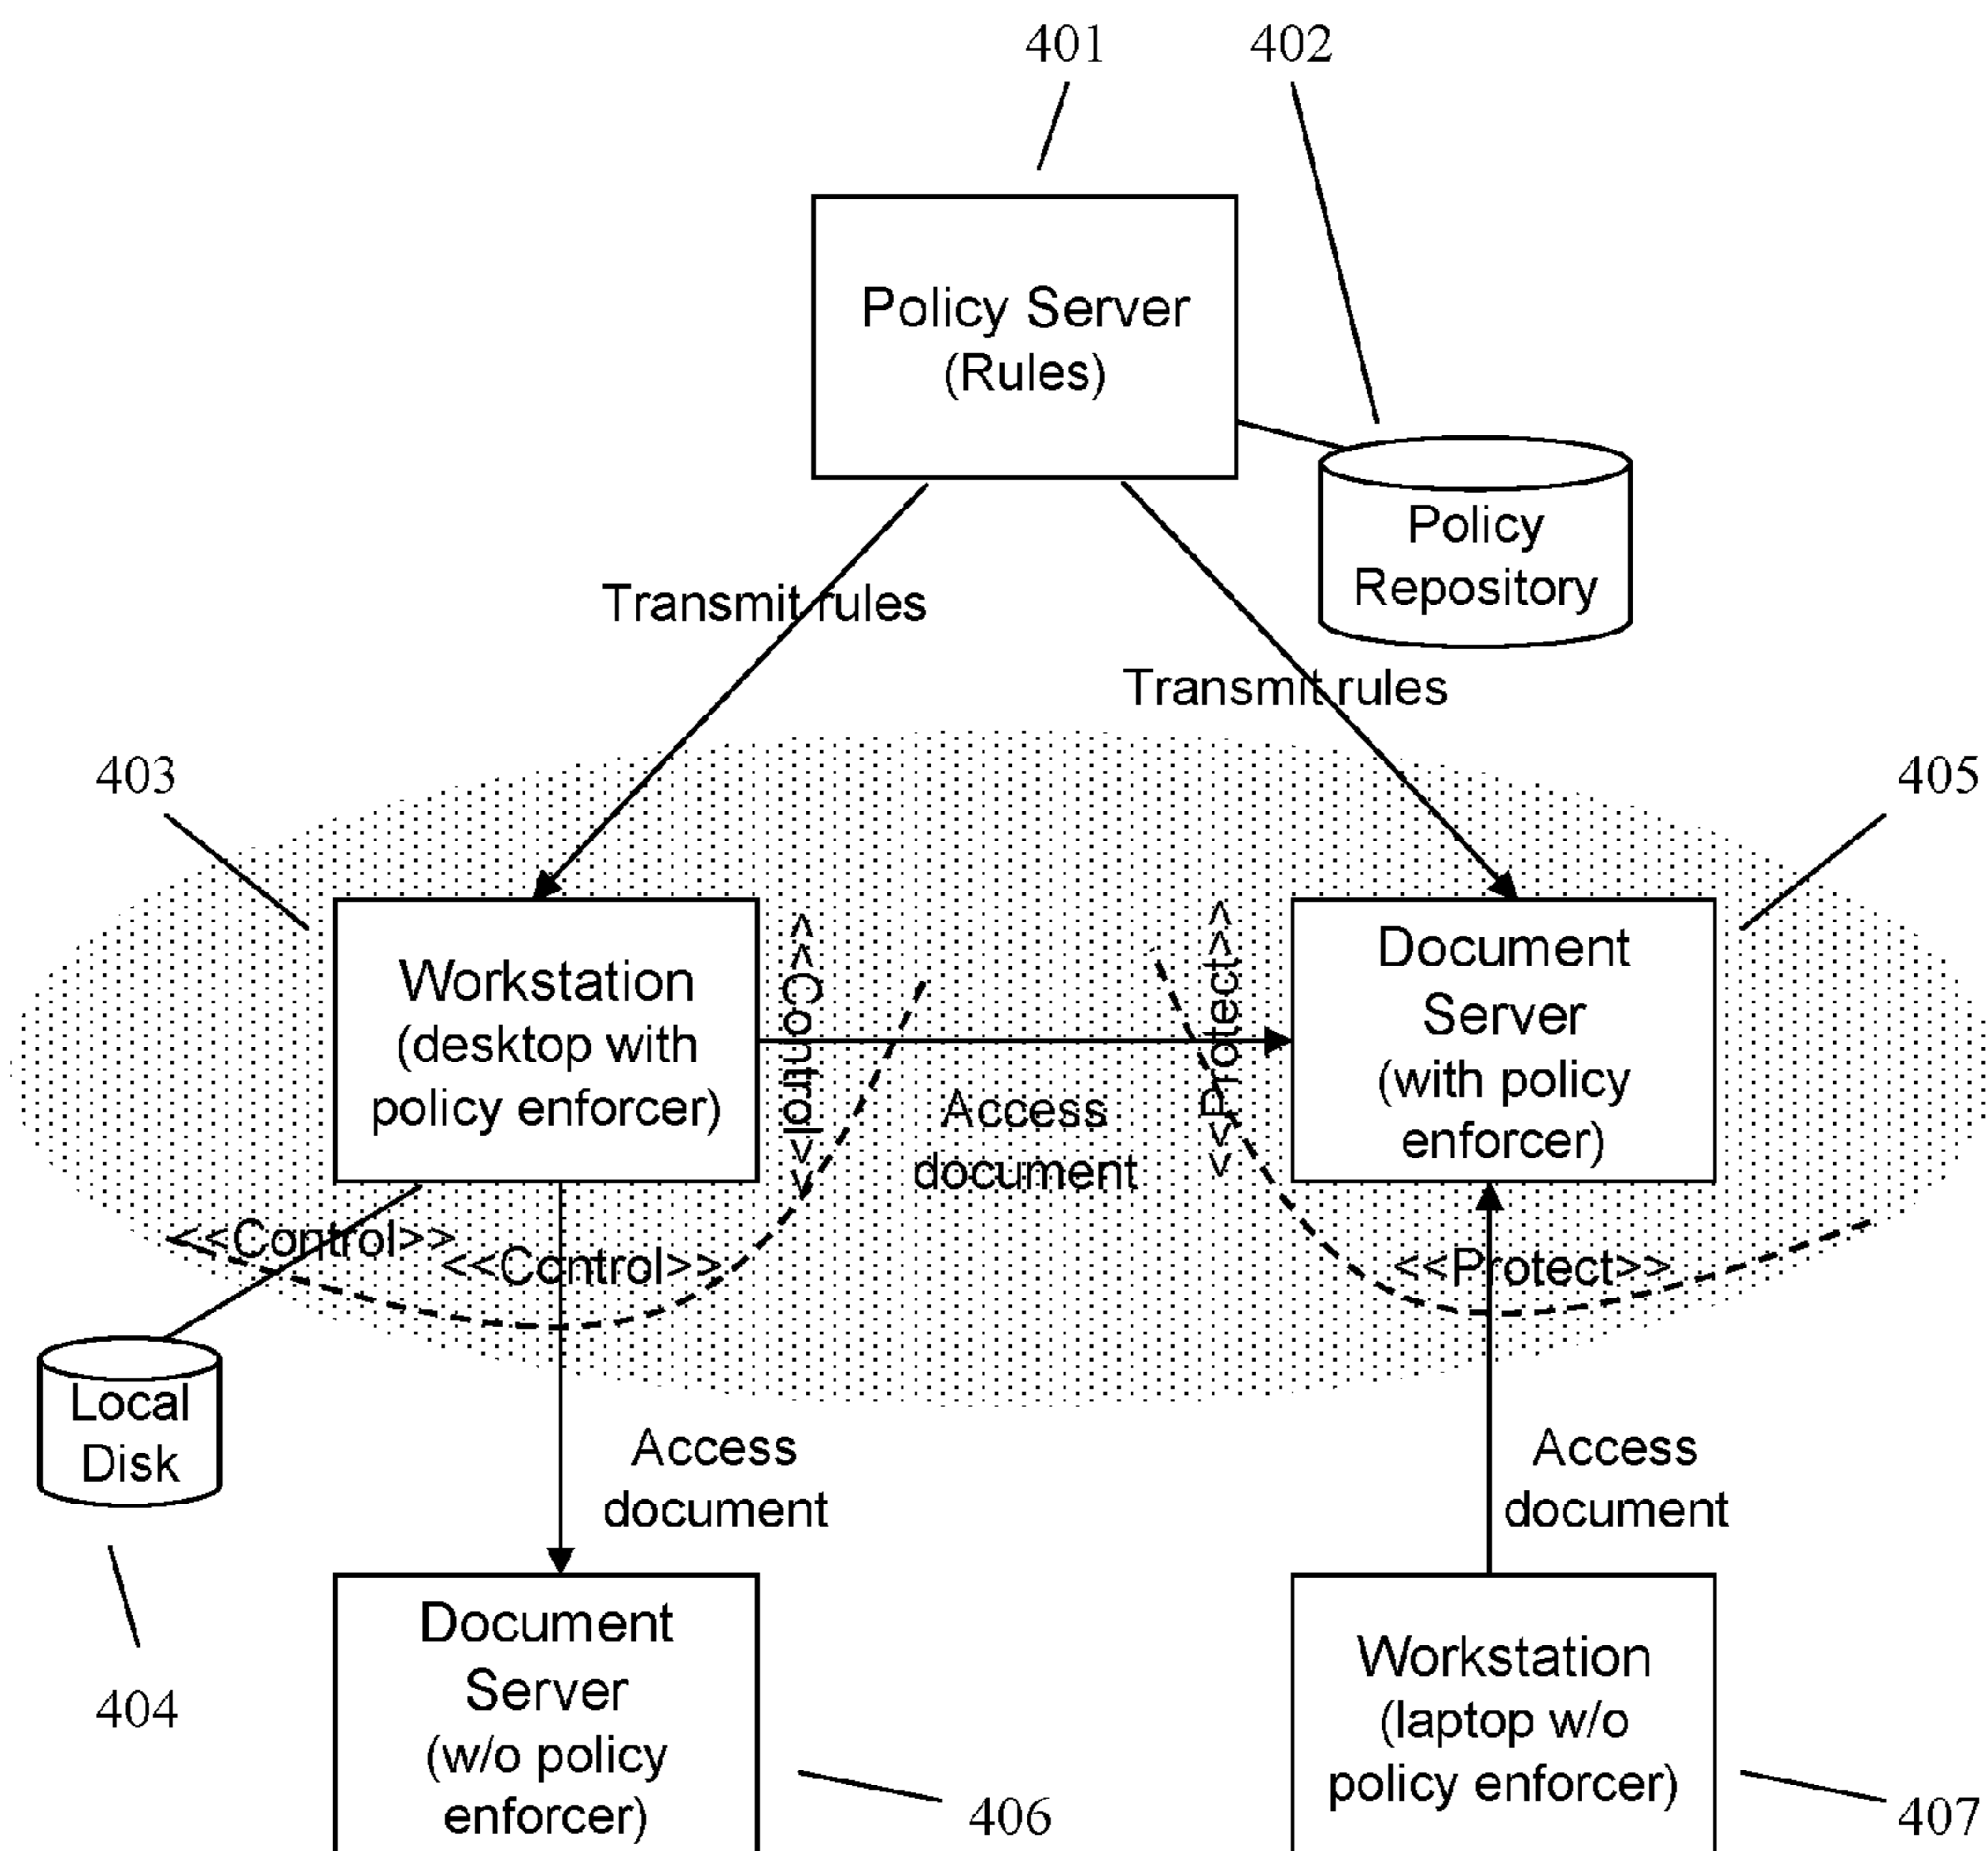 401
402
Policy Server
(Rules)
Policy
Repository
Transmit rules
Transmit rules
403
405
Workstation
(desktop with
policy enforcer)
<<Control>>
Access
document
<<Protect>>
Document
Server
(with policy
enforcer)
<<Control>>
<<Control>>
<<Protect>>
Local
Disk
Access
document
Access
document
404
Document
Server
(w/o policy
enforcer)
406
Workstation
(laptop w/o
policy enforcer)
407